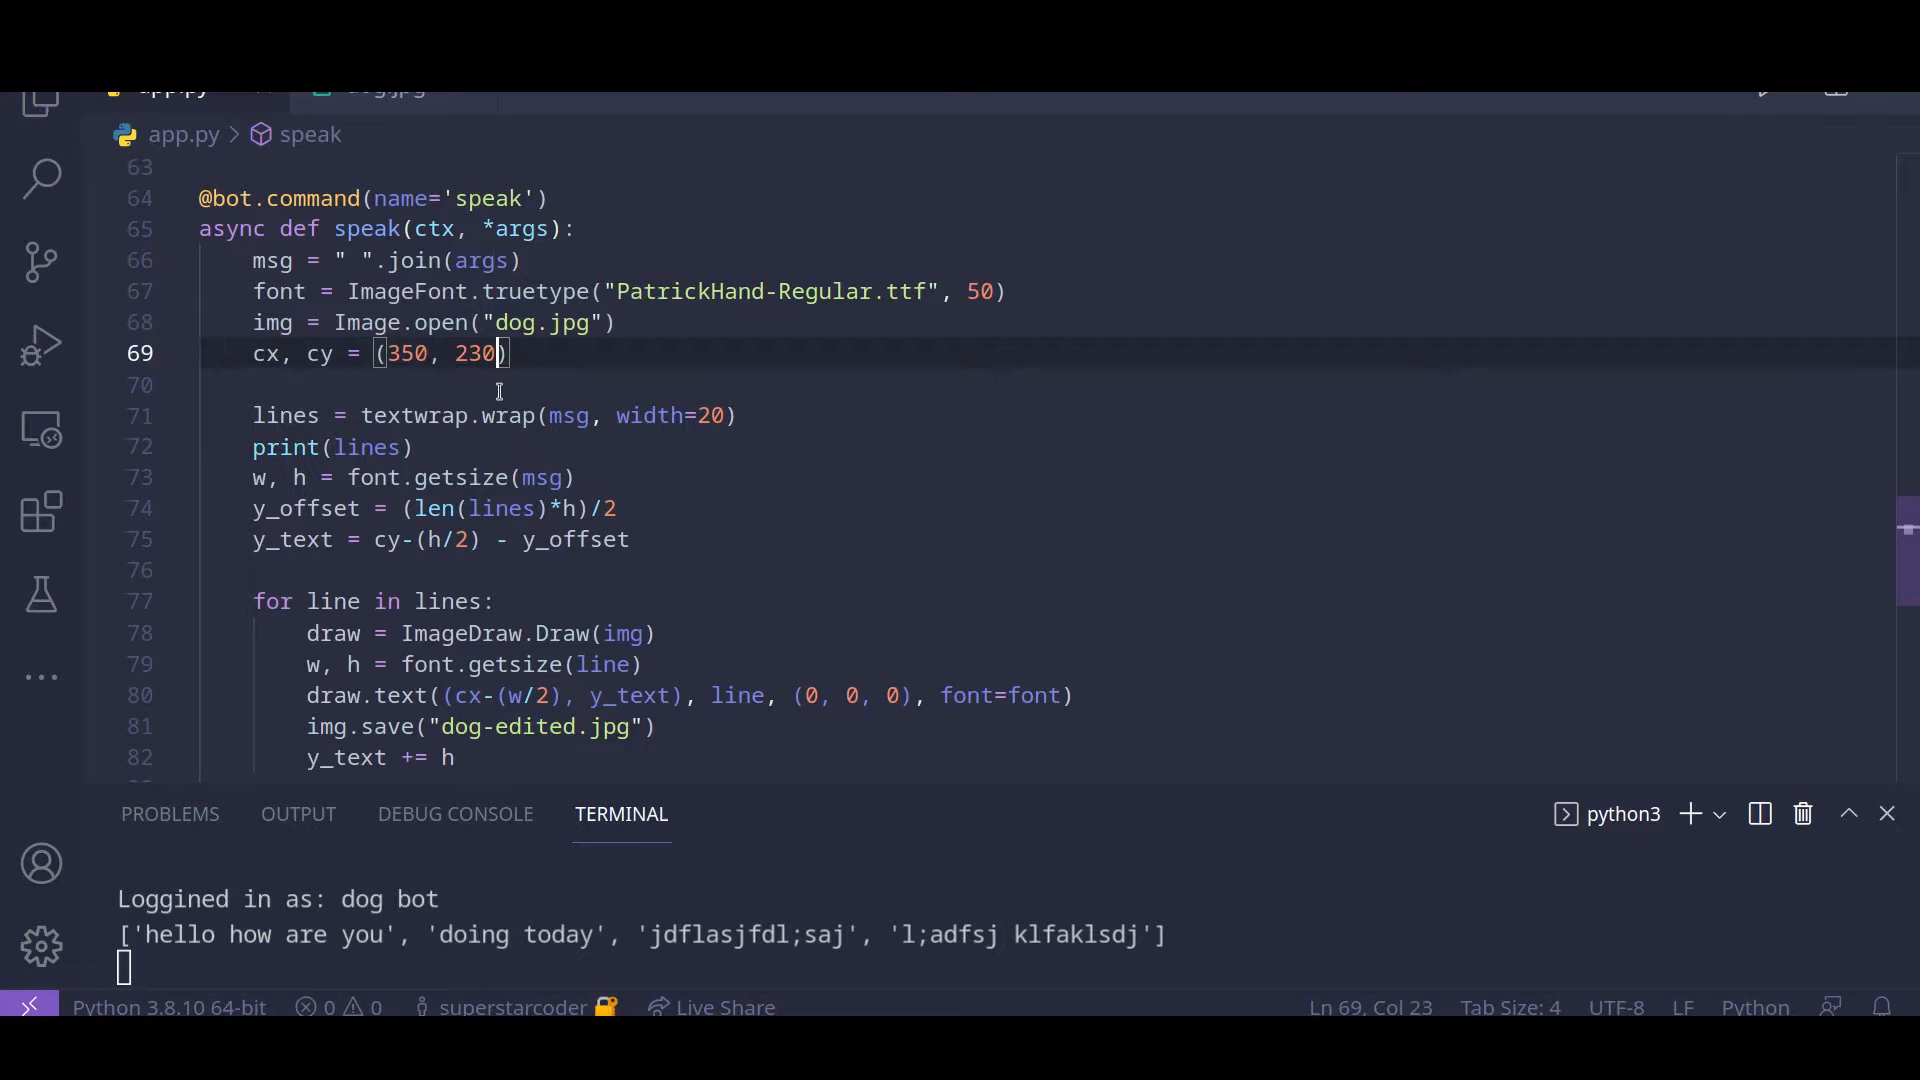 app.py dog.jpg
app.py > speak
63
64 @bot.command(name='speak')
65 async def speak(ctx, *args):
66     msg = " ".join(args)
67     font = ImageFont.truetype("PatrickHand-Regular.ttf", 50)
68     img = Image.open("dog.jpg")
69     cx, cy = (350, 230)
70
71     lines = textwrap.wrap(msg, width=20)
72     print(lines)
73     w, h = font.getsize(msg)
74     y_offset = (len(lines)*h)/2
75     y_text = cy-(h/2) - y_offset
76
77     for line in lines:
78         draw = ImageDraw.Draw(img)
79         w, h = font.getsize(line)
80         draw.text((cx-(w/2), y_text), line, (0, 0, 0), font=font)
81         img.save("dog-edited.jpg")
82         y_text += h
PROBLEMS OUTPUT DEBUG CONSOLE TERMINAL python3
Loggined in as: dog bot
['hello how are you', 'doing today', 'jdflasjfdl;saj', 'l;adfsj klfaklsdj']
Python 3.8.10 64-bit 0 0 superstarcoder Live Share Ln 69, Col 23 Tab Size: 4 UTF-8 LF Python